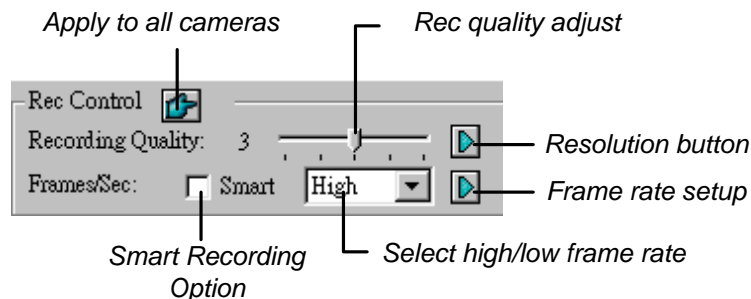 Apply to all cameras
Rec quality adjust
Rec Control
Recording Quality: 3
Resolution button
Frames/Sec: Smart High
Frame rate setup
Smart Recording
Option
Select high/low frame rate